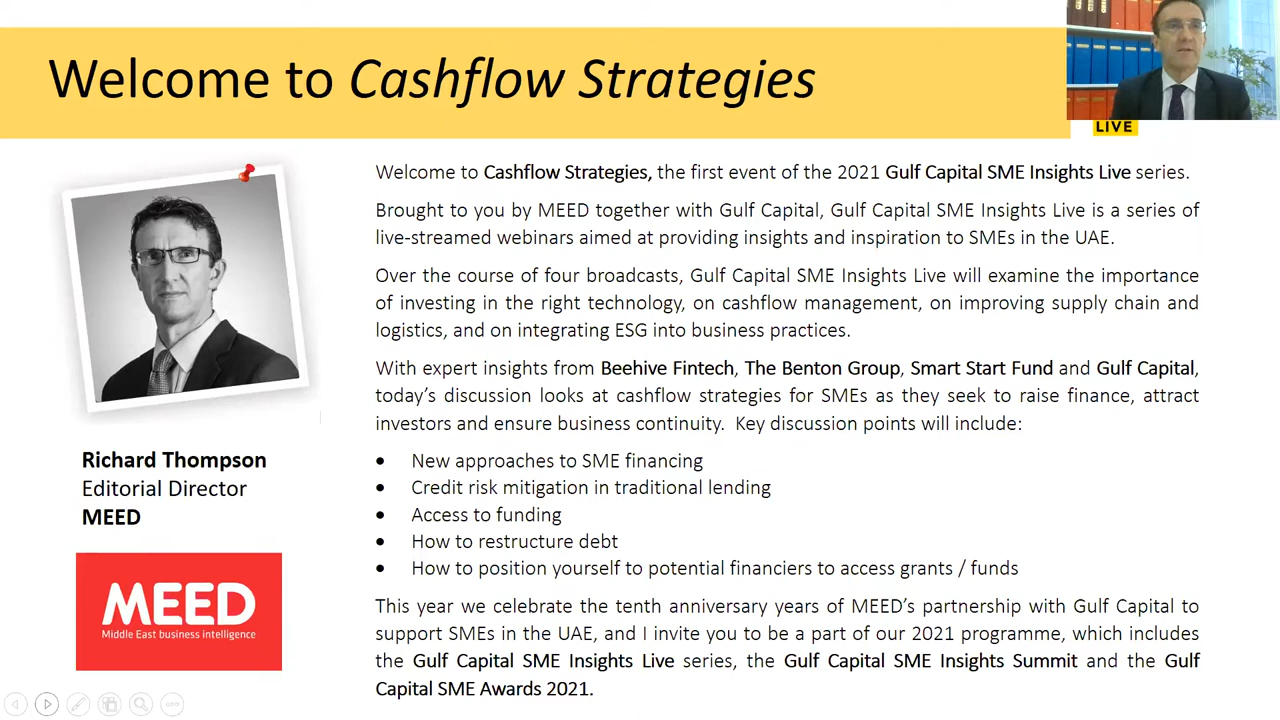 Welcome to Cashflow Strategies
LIVE
Welcome to Cashflow Strategies, the first event of the 2021 Gulf Capital SME Insights Live series.
Brought to you by MEED together with Gulf Capital, Gulf Capital SME Insights Live is a series of
live-streamed webinars aimed at providing insights and inspiration to SMEs in the UAE.
Over the course of four broadcasts, Gulf Capital SME Insights Live will examine the importance
of investing in the right technology, on cashflow management, on improving supply chain and
logistics, and on integrating ESG into business practices.
With expert insights from Beehive Fintech, The Benton Group, Smart Start Fund and Gulf Capital,
today's discussion looks at cashflow strategies for SMEs as they seek to raise finance, attract
investors and ensure business continuity. Key discussion points will include:
• New approaches to SME financing
• Credit risk mitigation in traditional lending
• Access to funding
• How to restructure debt
• How to position yourself to potential financiers to access grants / funds
This year we celebrate the tenth anniversary years of MEED's partnership with Gulf Capital to
support SMEs in the UAE, and I invite you to be a part of our 2021 programme, which includes
the Gulf Capital SME Insights Live series, the Gulf Capital SME Insights Summit and the Gulf
Capital SME Awards 2021.
Richard Thompson
Editorial Director
MEED
MEED
Middle East business intelligence